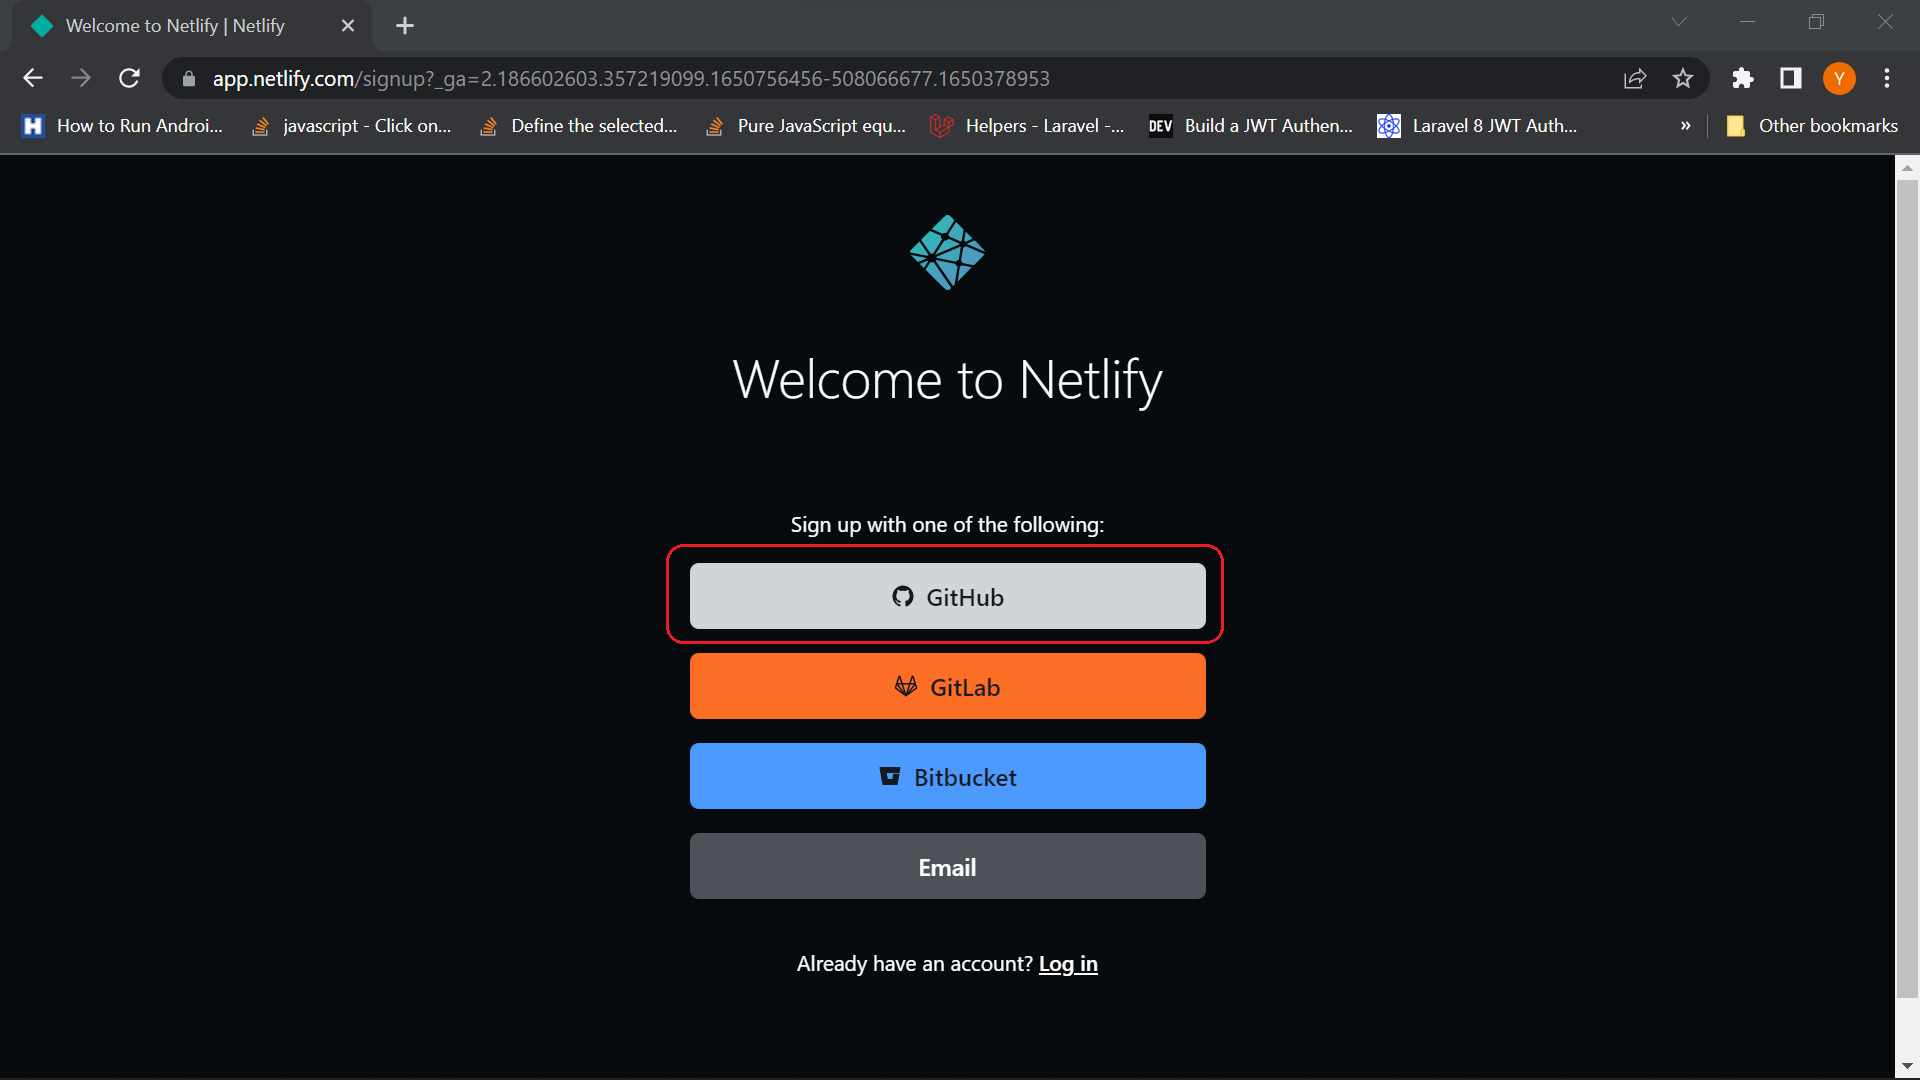 Welcome to Netlify | Netlify
app.netlify.com/signup?_ga=2.186602603.357219099.1650756456-508066677.1650378953
Y
H How to Run Androi... javascript - Click on... Define the selected... Pure JavaScript equ... Helpers - Laravel -... DEV Build a JWT Authen... Laravel 8 JWT Auth... » Other bookmarks
Welcome to Netlify
Sign up with one of the following:
GitHub
GitLab
Bitbucket
Email
Already have an account? Log in